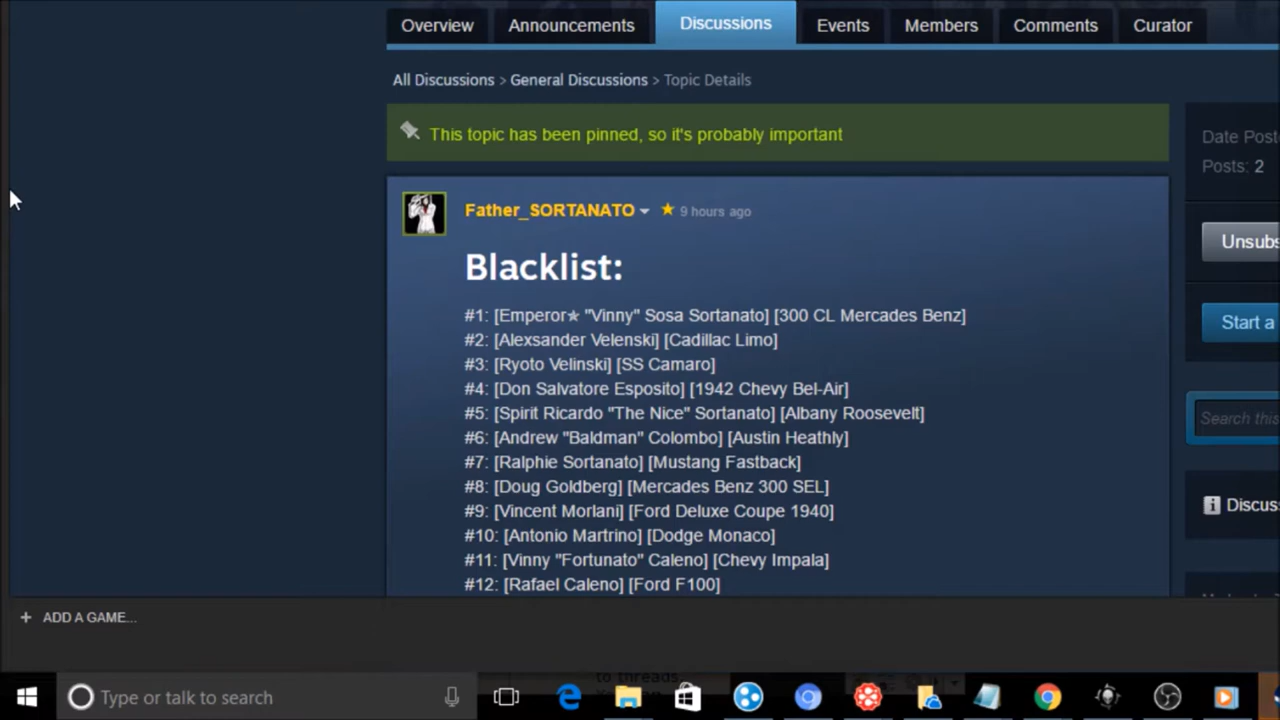 Overview Announcements Discussions Events Members Comments Curator
All Discussions > General Discussions > Topic Details
This topic has been pinned, so it's probably important
Date Post
Posts: 2
Father_SORTANATO 9 hours ago
Unsubs
Blacklist:
#1: [Emperor★ "Vinny" Sosa Sortanato] [300 CL Mercedes Benz]
Start a
#2: [Alexsander Velenski] [Cadillac Limo]
#3: [Ryoto Velinski] [SS Camaro]
#4: [Don Salvatore Esposito] [1942 Chevy Bel-Air]
#5: [Spirit Ricardo "The Nice" Sortanato] [Albany Roosevelt]
Search this
#6: [Andrew "Baldman" Colombo] [Austin Heathly]
#7: [Ralphie Sortanato] [Mustang Fastback]
#8: [Doug Goldberg] [Mercades Benz 300 SEL]
#9: [Vincent Morlani] [Ford Deluxe Coupe 1940]
Discuss
#10: [Antonio Martrino] [Dodge Monaco]
#11: [Vinny "Fortunato" Caleno] [Chevy Impala]
#12: [Rafael Caleno] [Ford F100]
+ ADD A GAME...
to threads.
Type or talk to search